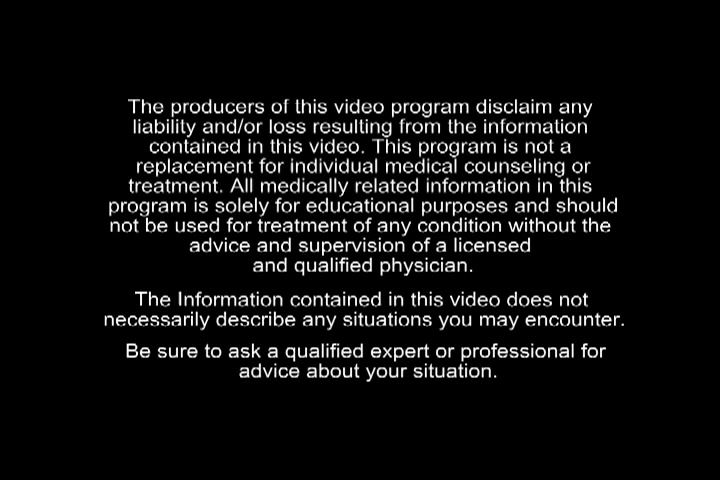 The producers of this video program disclaim any
liability and/or loss resulting from the information
contained in this video. This program is not a
replacement for individual medical counseling or
treatment. All medically related information in this
program is solely for educational purposes and should
not be used for treatment of any condition without the
advice and supervision of a licensed
and qualified physician.
The Information contained in this video does not
necessarily describe any situations you may encounter.
Be sure to ask a qualified expert or professional for
advice about your situation.